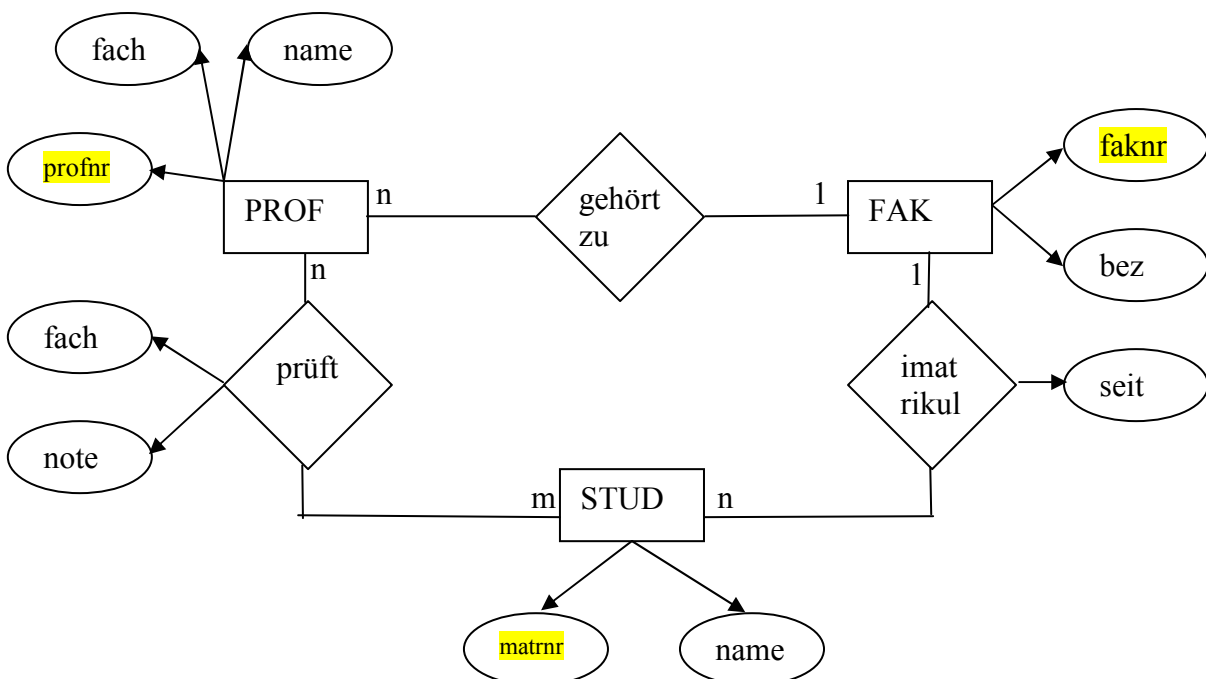 fach
name
faknr
profnr
n
1
PROF
gehört
zu
FAK
bez
n
1
fach
prüft
imat
rikul
seit
note
m
STUD
n
matrnr
name